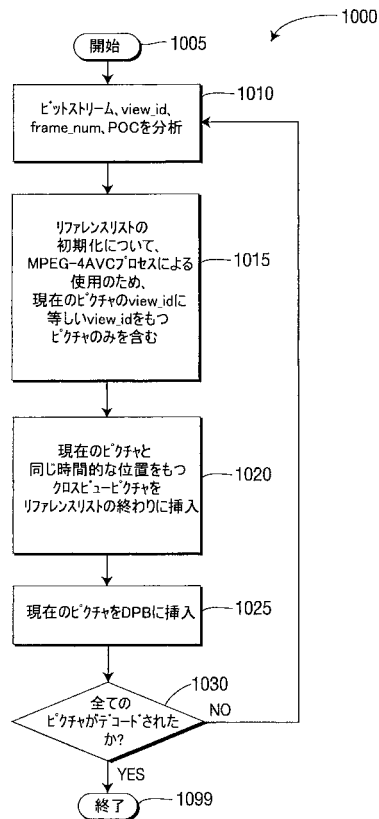 1000
開始
1005
ビットストリーム、view_id、
frame_num、POCを分析
1010
リファレンスリストの
初期化について、
MPEG-4AVCプロセスによる
使用のため、
現在のピクチャのview_idに
等しいview_idをもつ
ピクチャのみを含む
1015
現在のピクチャと
同じ時間的な位置をもつ
クロスビューピクチャを
リファレンスリストの終わりに挿入
1020
現在のピクチャをDPBに挿入
1025
全ての
ピクチャがデコードされた
か?
1030
NO
YES
終了
1099